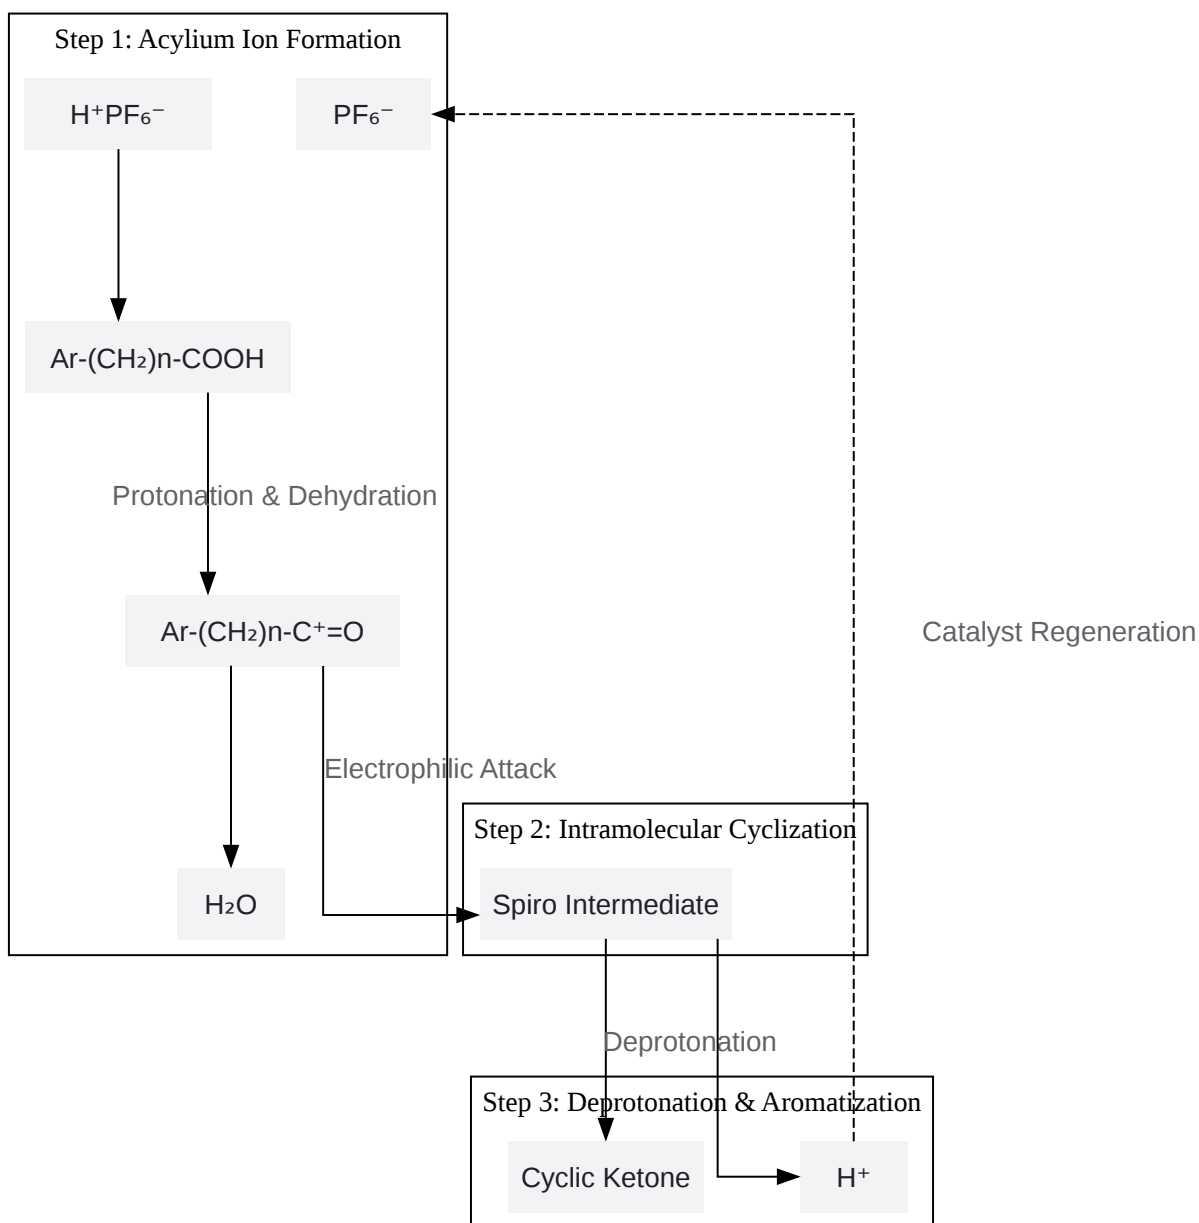 Step 1: Acylium Ion Formation
H⁺PF₆⁻
PF₆⁻
Ar-(CH₂)n-COOH
Protonation & Dehydration
Ar-(CH₂)n-C⁺=O
Catalyst Regeneration
Electrophilic Attack
Step 2: Intramolecular Cyclization
H₂O
Spiro Intermediate
Deprotonation
Step 3: Deprotonation & Aromatization
Cyclic Ketone
H⁺